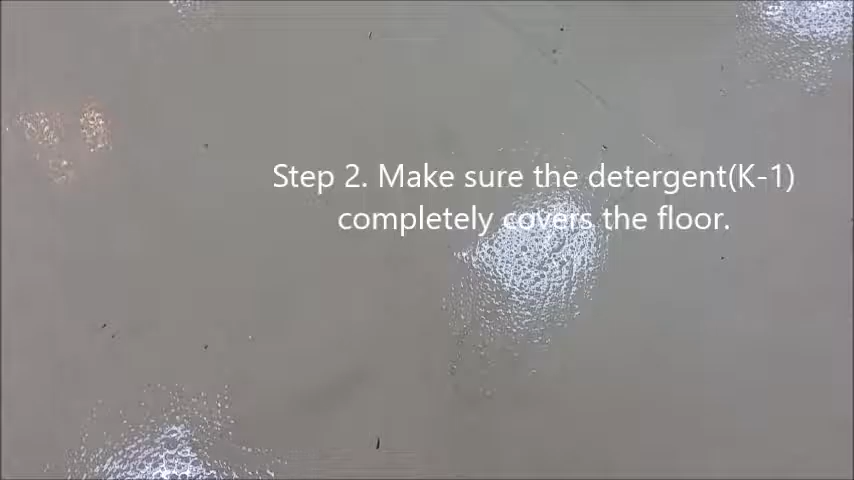 Step 2. Make sure the detergent(K-1)
completely covers the floor.